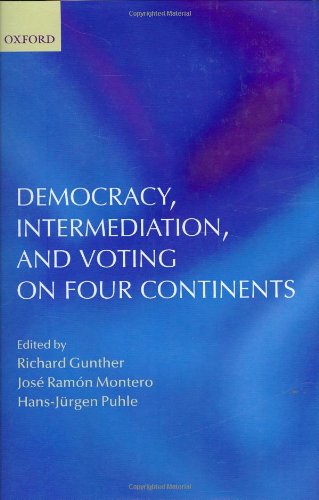 OXFORD
DEMOCRACY,
INTERMEDIATION,
AND VOTING
ON FOUR CONTINENTS
Edited by
Richard Gunther
José Ramón Montero
Hans-Jürgen Puhle